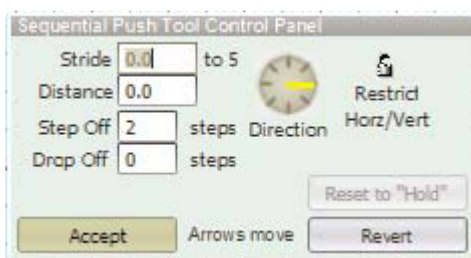 Sequential Push Tool Control Panel
Stride 0.0 to 5
Distance 0.0
Restrict
Horz/Vert
Step Off 2 steps Direction
Drop Off 0 steps
Reset to "Hold"
Accept Arrows move Revert